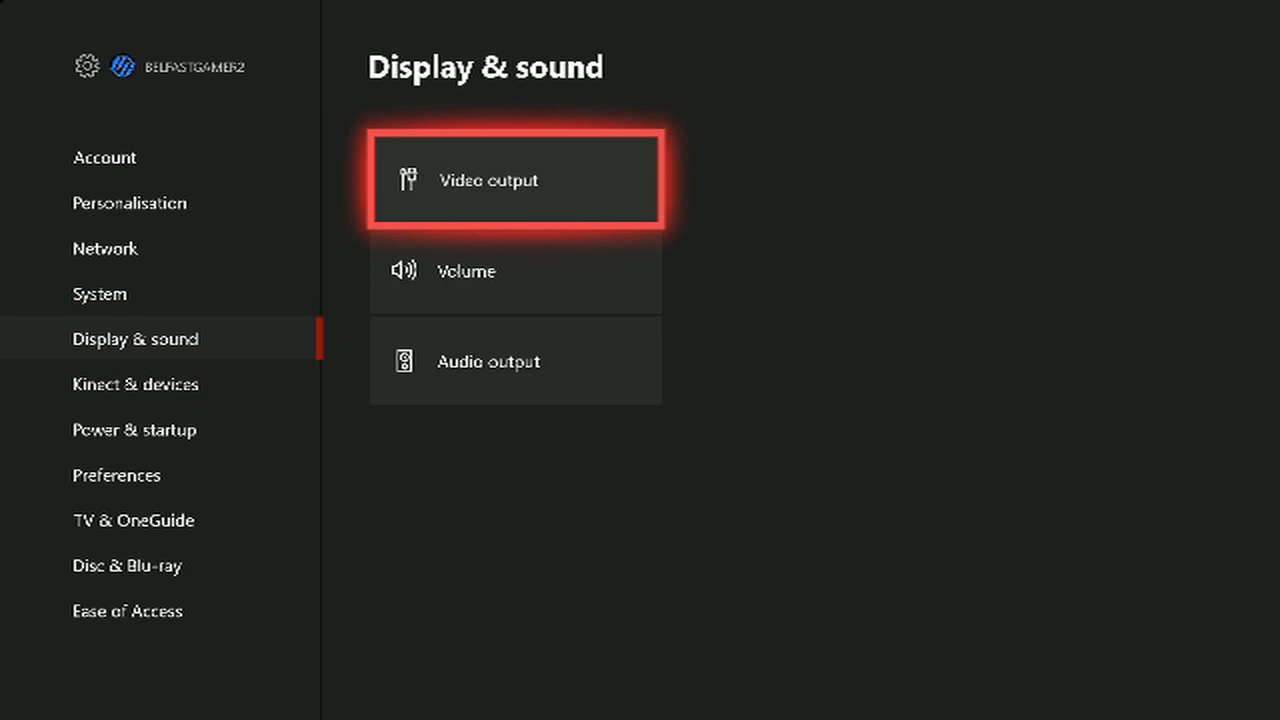 BELFASTGAMER2
Display & sound
Account
Personalisation
Network
System
Display & sound
Kinect & devices
Power & startup
Preferences
TV & OneGuide
Disc & Blu-ray
Ease of Access
Video output
Volume
Audio output